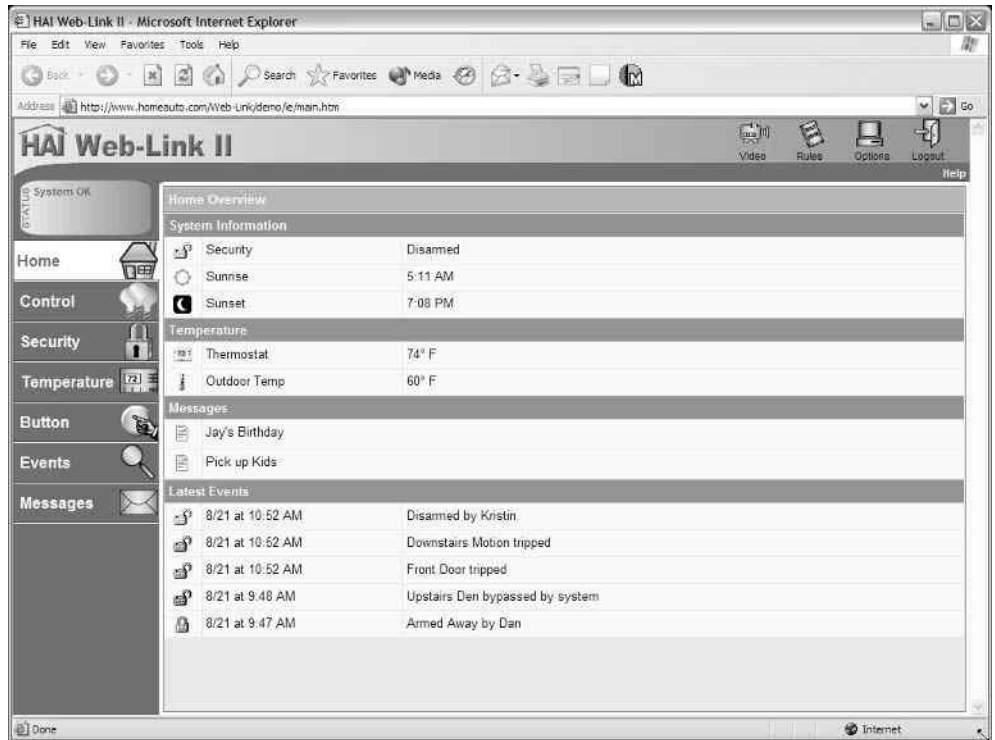 HAI Web-Link II - Microsoft Internet Explorer
File Edit View Favorites Tools Help
Back Search Favorites Media
Address http://www.homeauto.com/Web-Link/demo/e/main.htm Go
HAI Web-Link II
Video Rules Options Logout
Help
STATUS
System OK
Home
Control
Security
Temperature
72
Button
Events
Messages
Home Overview
System Information
Security Disarmed
Sunrise 5:11 AM
Sunset 7:08 PM
Temperature
Thermostat 74° F
Outdoor Temp 60° F
Messages
Jay's Birthday
Pick up Kids
Latest Events
8/21 at 10:52 AM Disarmed by Kristin
8/21 at 10:52 AM Downstairs Motion tripped
8/21 at 10:52 AM Front Door tripped
8/21 at 9:48 AM Upstairs Den bypassed by system
8/21 at 9:47 AM Armed Away by Dan
Done Internet